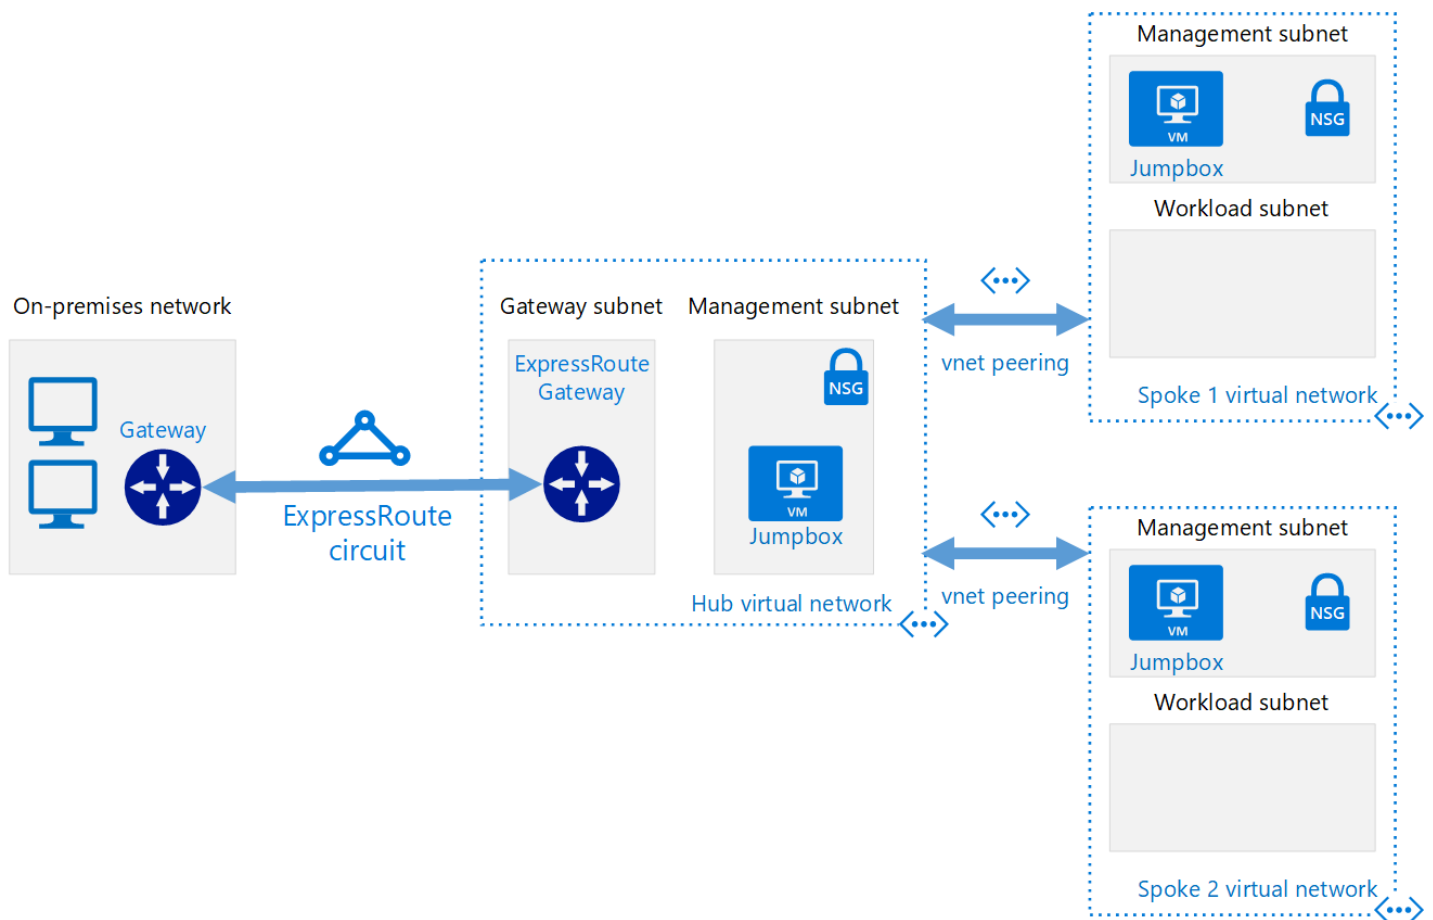 On-premises network
Gateway
ExpressRoute
circuit
Gateway subnet
ExpressRoute
Gateway
Management subnet
NSG
VM
Jumpbox
Hub virtual network
vnet peering
vnet peering
Management subnet
VM
NSG
Jumpbox
Workload subnet
Spoke 1 virtual network
Management subnet
VM
NSG
Jumpbox
Workload subnet
Spoke 2 virtual network